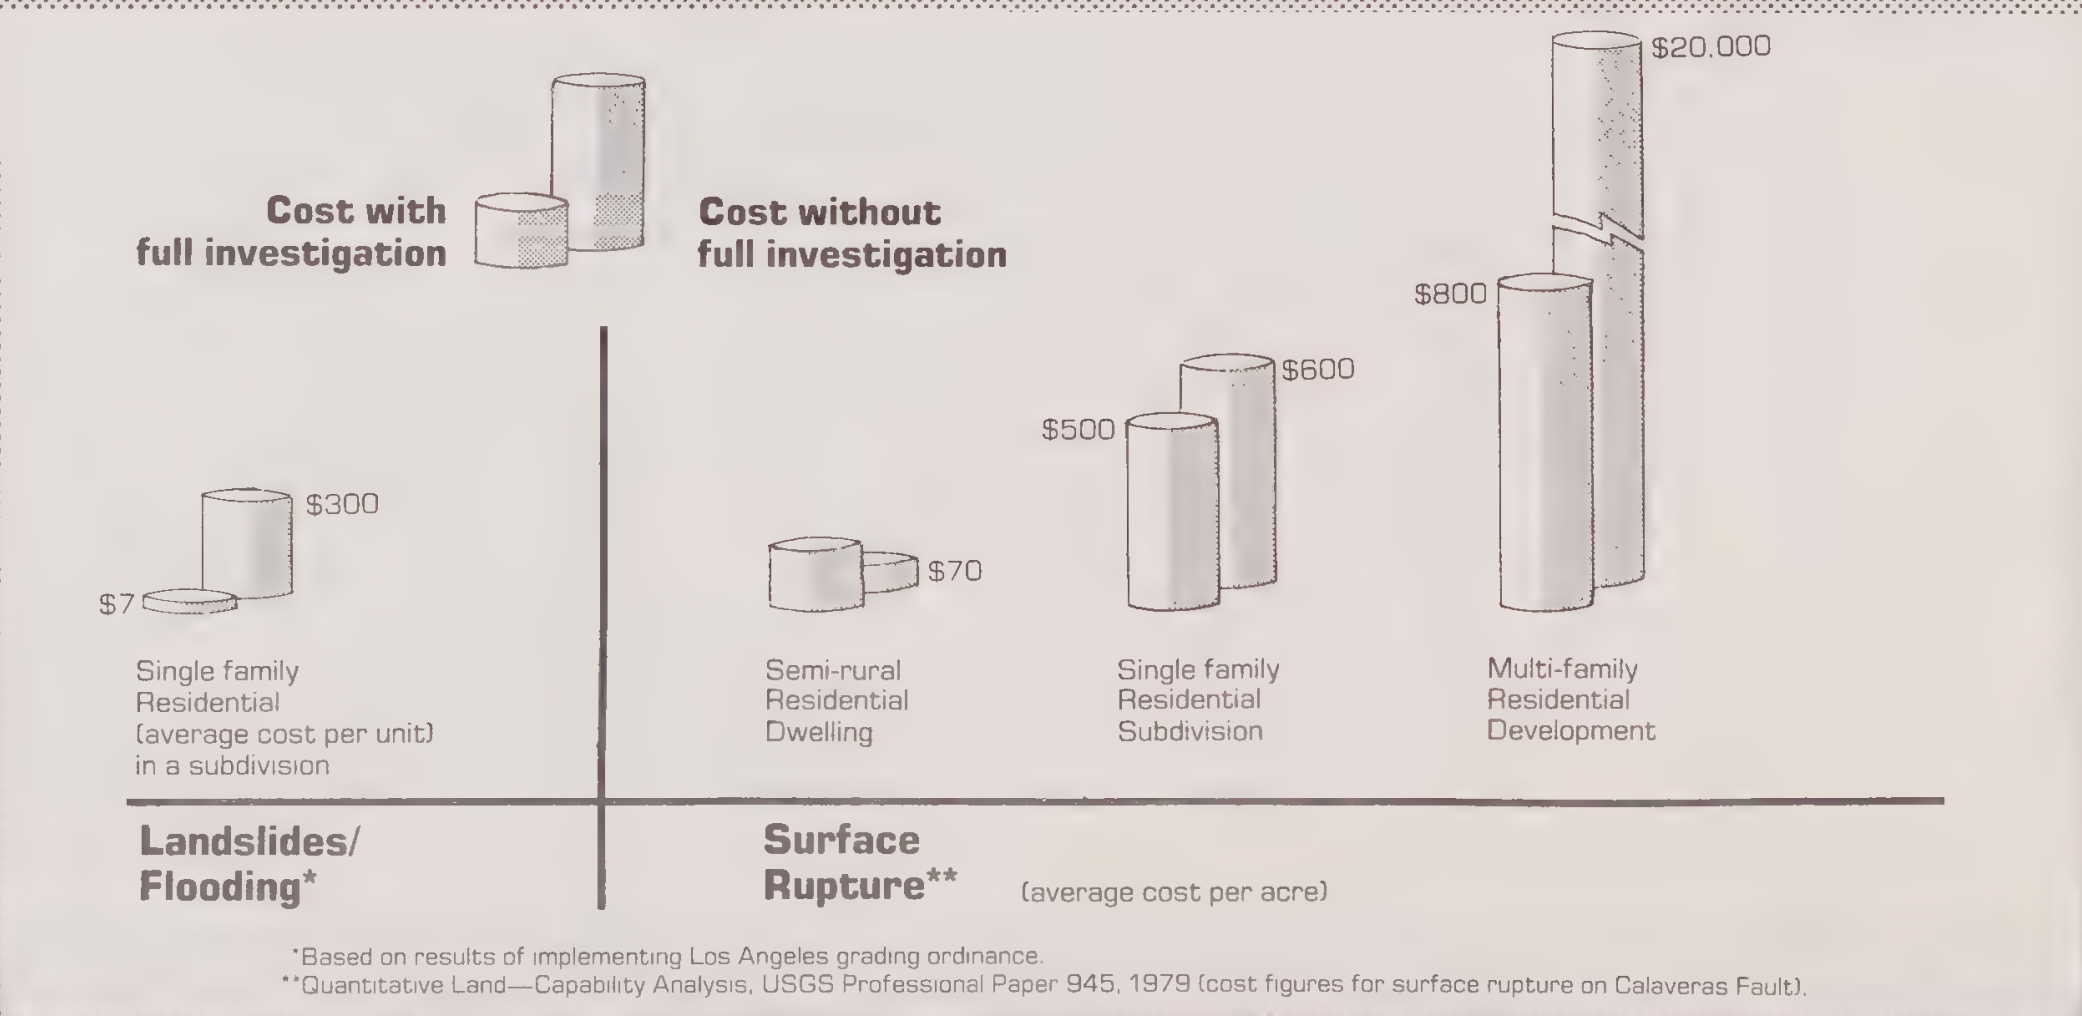 $20,000
Cost with
full investigation
Cost without
full investigation
$800
$600
$500
$300
$70
$7
Single family
Residential
(average cost per unit)
in a subdivision
Semi-rural
Residential
Dwelling
Single family
Residential
Subdivision
Multi-family
Residential
Development
Landslides/
Flooding*
Surface
Rupture**
(average cost per acre)
*Based on results of implementing Los Angeles grading ordinance.
**Quantitative Land—Capability Analysis, USGS Professional Paper 945, 1979 (cost figures for surface rupture on Calaveras Fault).